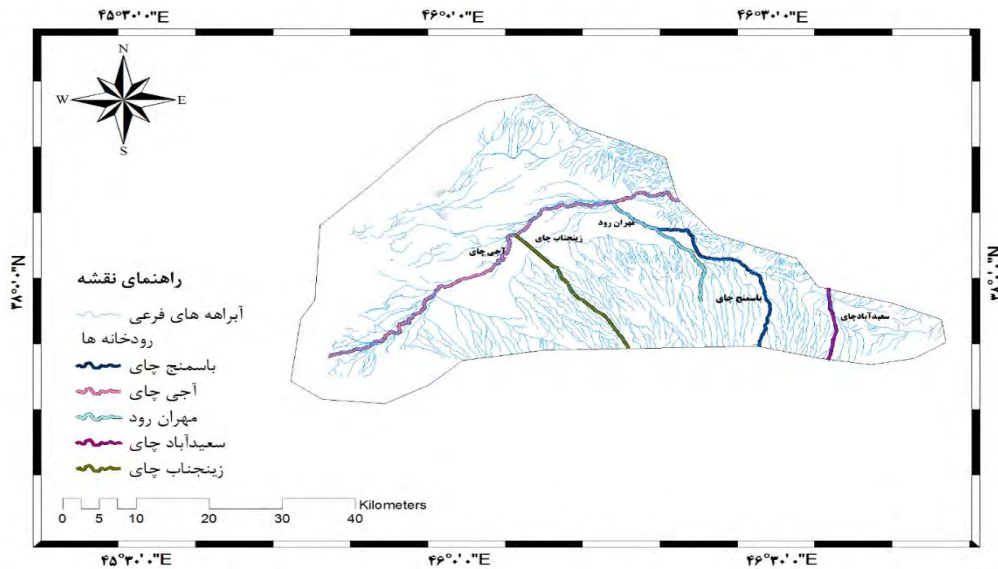 ۴۵°۳۰'۰"E
۴۶°۰'۰"E
۴۶°۳۰'۰"E
N
W
E
S
مهران رود
زینجناب چای
آجی چای
باسمنج چای
سعیدآبادچای
۳۸°۰'۰"N
۳۸°۰'۰"N
راهنمای نقشه
آبراهه های فرعی
رودخانه ها
باسمنج چای
آجی چای
مهران رود
سعیدآباد چای
زینجناب چای
Kilometers
0 5 10 20 30 40
۴۵°۳۰'۰"E
۴۶°۰'۰"E
۴۶°۳۰'۰"E